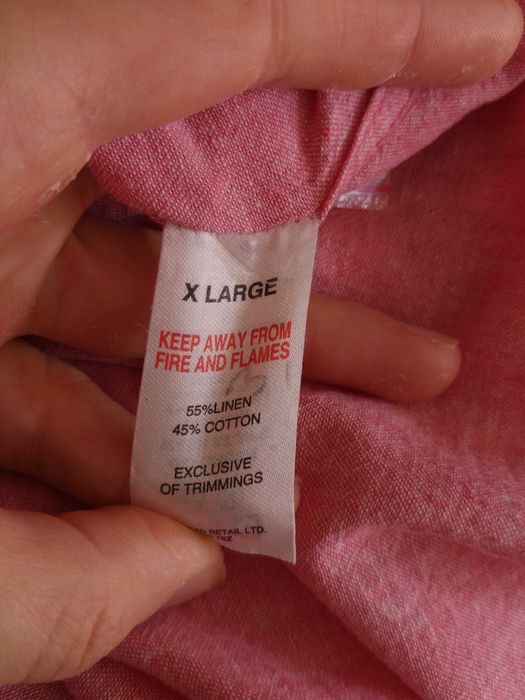 X LARGE
KEEP AWAY FROM
FIRE AND FLAMES
55%LINEN
45% COTTON
EXCLUSIVE
OF TRIMMINGS
RETAIL LTD.